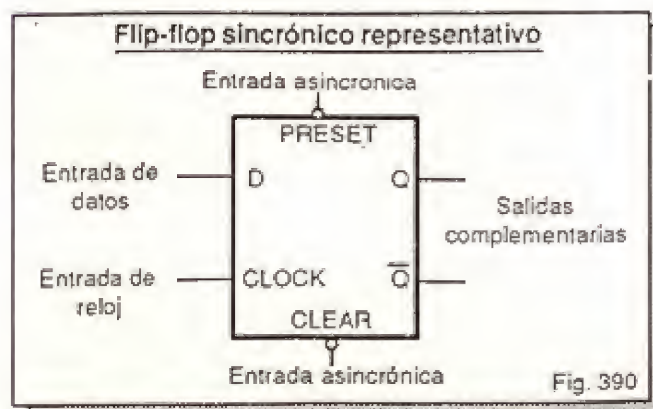 Flip-flop sincrónico representativo
Entrada asincronica
PRESET
Entrada de
datos
D
Q
Salidas
complementarias
Entrada de
reloj
CLOCK
Q̅
CLEAR
Entrada asincrónica
Fig. 390